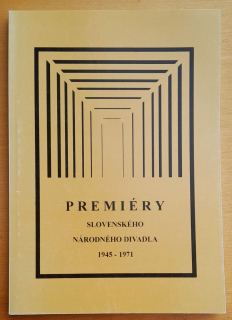 PREMIÉRY
SLOVENSKÉHO
NÁRODNÉHO DIVADLA
1945 - 1971